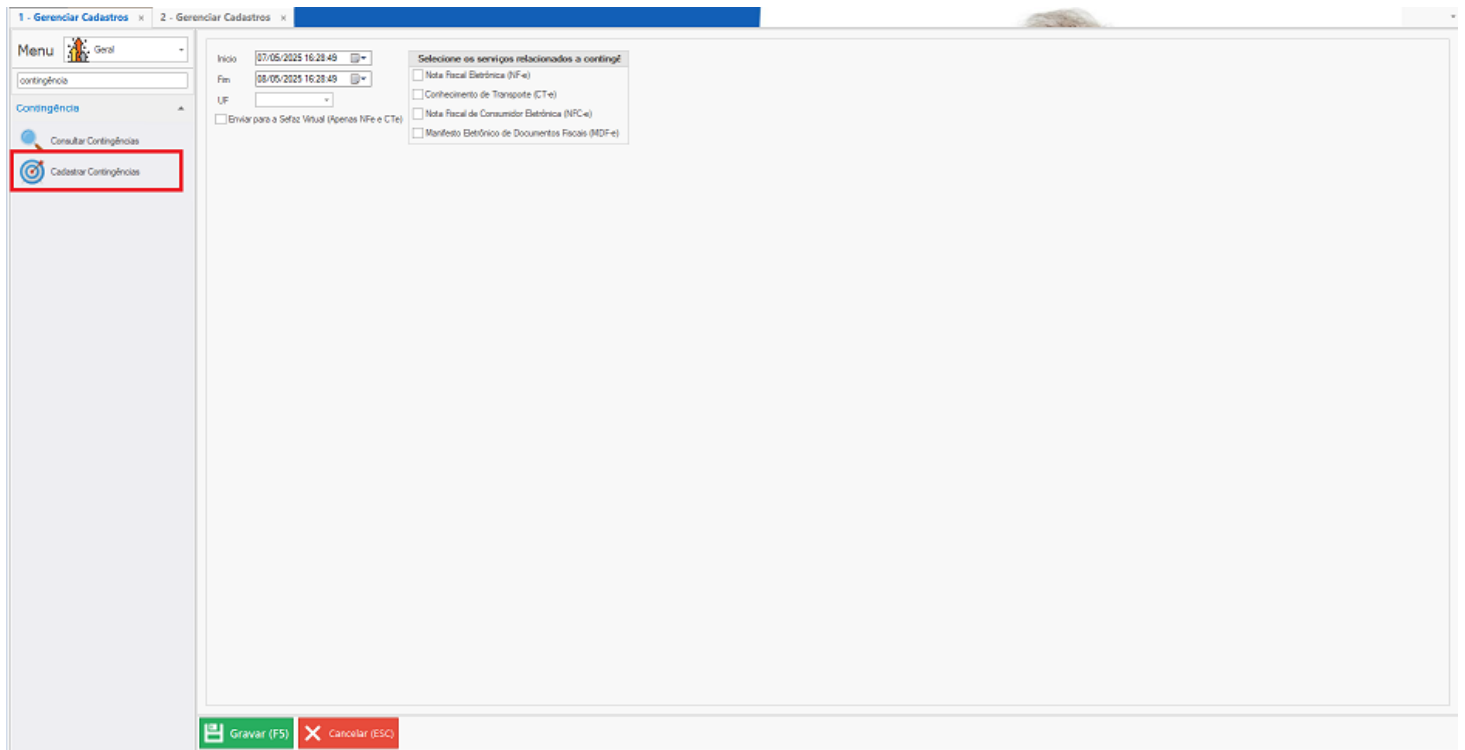 1 - Gerenciar Cadastros x 2 - Gerenciar Cadastros x
Menu Geral
contingência
Contingência
Consultar Contingências
Cadastrar Contingências
Inicio 07/05/2025 16:28:49
Fim 08/05/2025 16:28:49
UF
Enviar para a Sefaz Virtual (Apenas NFe e CTe)
Selecione os serviços relacionados a contingê
Nota Fiscal Eletrônica (NF-e)
Conhecimento de Transporte (CT-e)
Nota Fiscal de Consumidor Eletrônica (NFC-e)
Manifesto Eletrônico de Documentos Fiscais (MDF-e)
Gravar (F5) Cancelar (ESC)